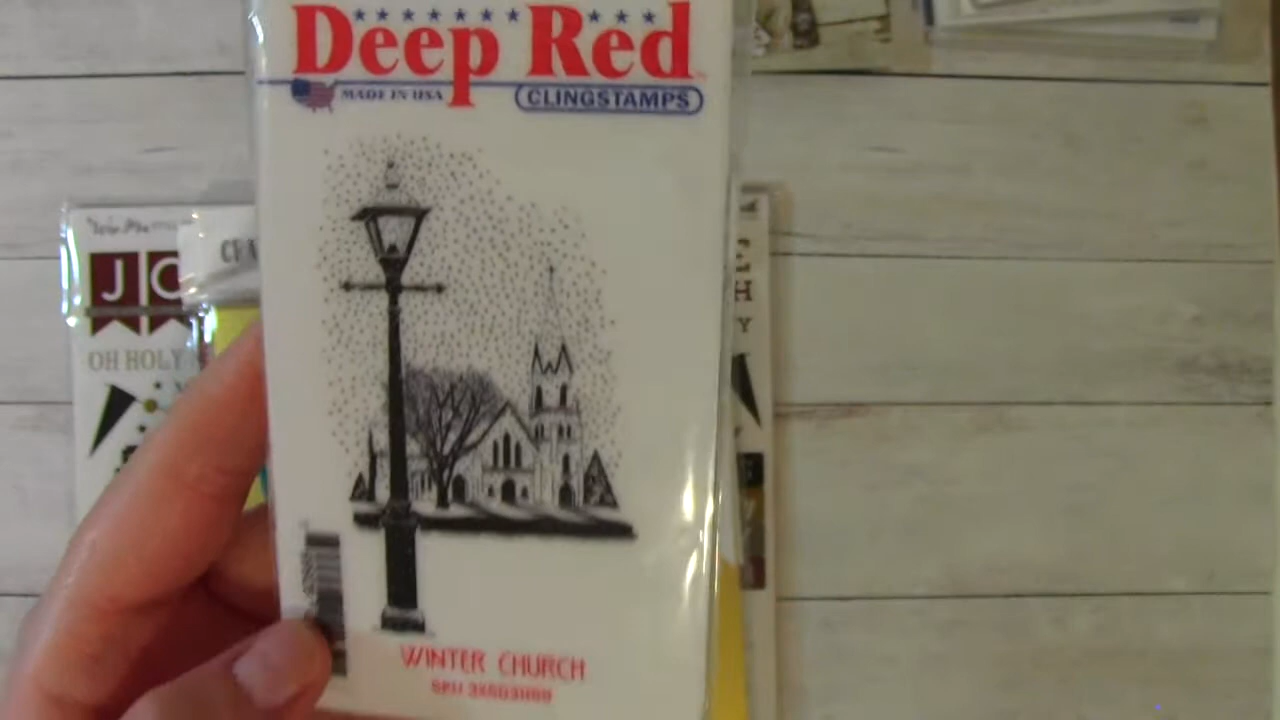 Deep Red
MADE IN USA
CLINGSTAMPS
J O
OH HOLY
H
Y
WINTER CHURCH